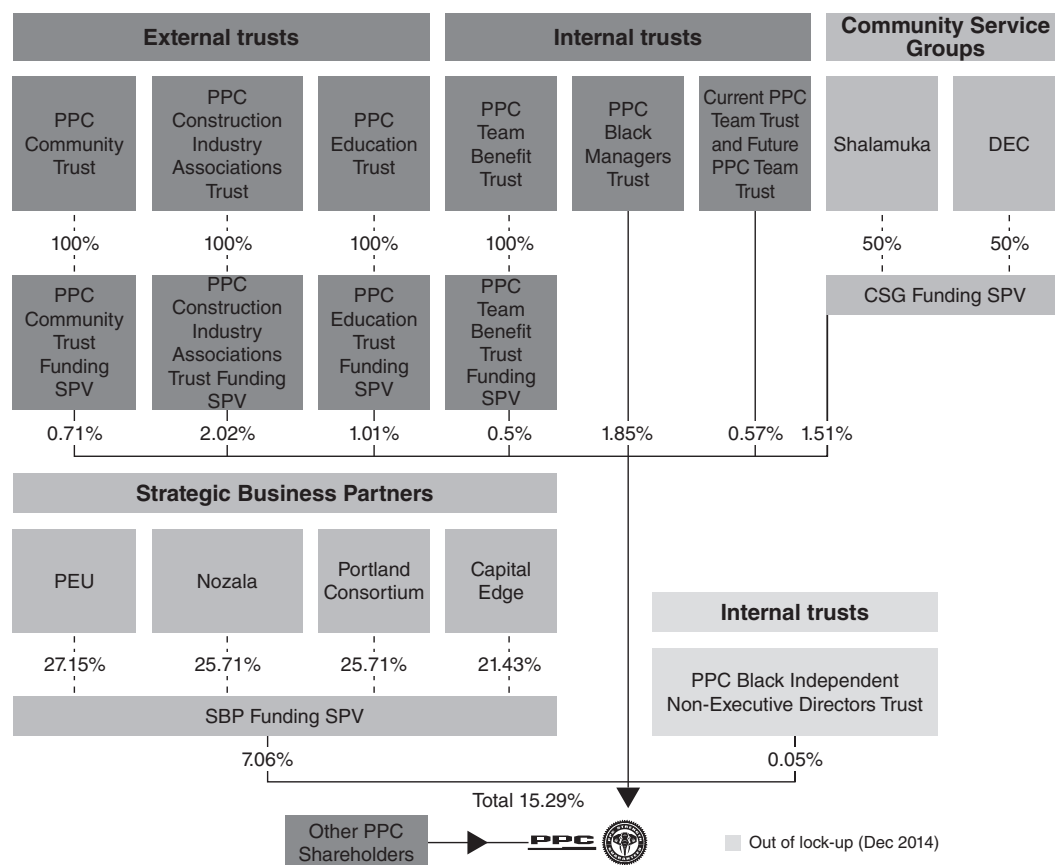 External trusts
Internal trusts
Community Service
Groups
PPC
Community
Trust
PPC
Construction
Industry
Associations
Trust
PPC
Education
Trust
PPC
Team
Benefit
Trust
PPC
Black
Managers
Trust
Current PPC
Team Trust
and Future
PPC Team
Trust
Shalamuka
DEC
100%
100%
100%
100%
50%
50%
PPC
Community
Trust
Funding
SPV
PPC
Construction
Industry
Associations
Trust Funding
SPV
PPC
Education
Trust
Funding
SPV
PPC
Team
Benefit
Trust
Funding
SPV
CSG Funding SPV
0.71%
2.02%
1.01%
0.5%
1.85%
0.57%
1.51%
Strategic Business Partners
PEU
Nozala
Portland
Consortium
Capital
Edge
Internal trusts
27.15%
25.71%
25.71%
21.43%
PPC Black Independent
Non-Executive Directors Trust
SBP Funding SPV
7.06%
0.05%
Total 15.29%
Other PPC
Shareholders
PPC
Out of lock-up (Dec 2014)